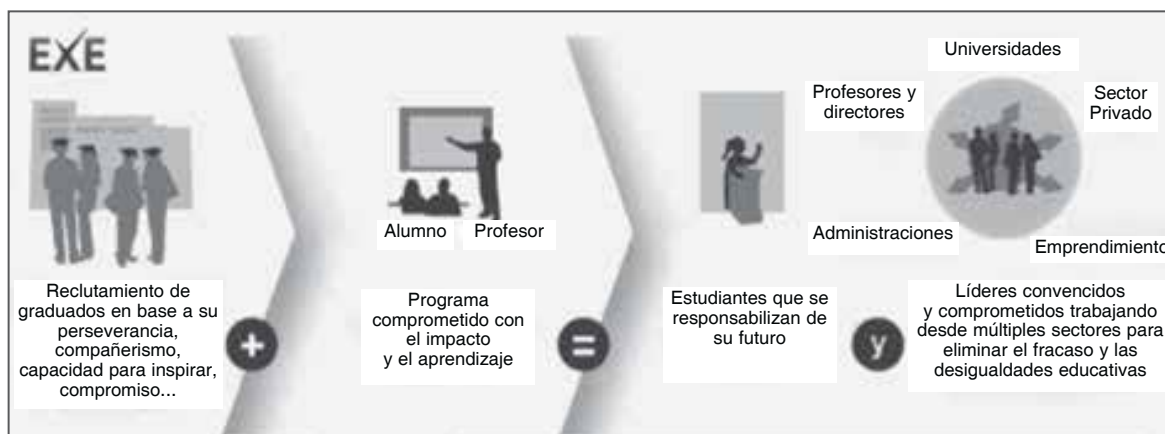 EXE
Reclutamiento de
graduados en base a su
perseverancia,
compañerismo,
capacidad para inspirar,
compromiso...
+
Alumno
Profesor
Programa
comprometido con
el impacto
y el aprendizaje
=
Estudiantes que se
responsabilizan de
su futuro
y
Universidades
Profesores y
directores
Sector
Privado
Administraciones
Emprendimiento
Líderes convencidos
y comprometidos trabajando
desde múltiples sectores para
eliminar el fracaso y las
desigualdades educativas